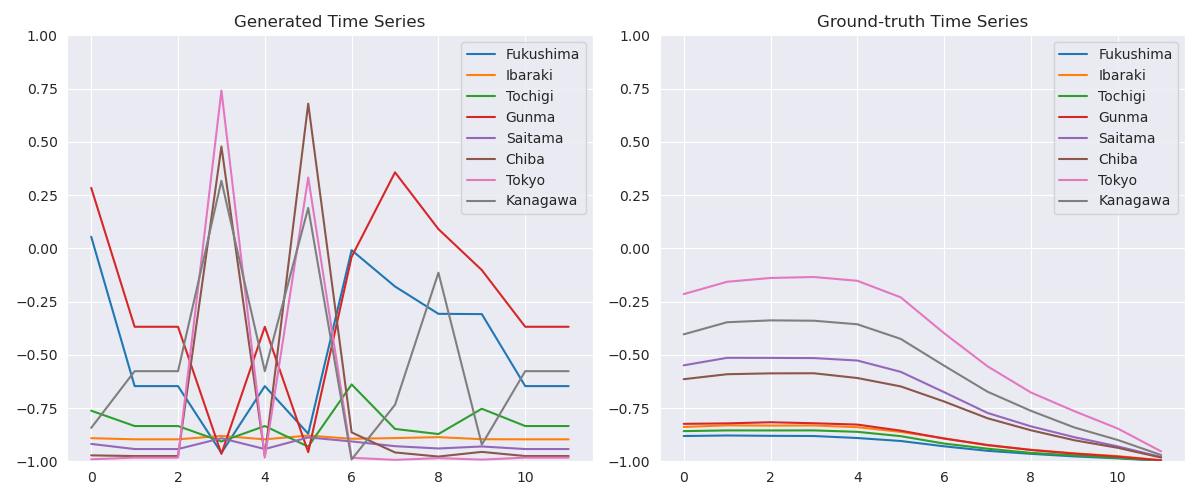 Generated Time Series
1.00
0.75
0.50
0.25
0.00
−0.25
−0.50
−0.75
−1.00
0 2 4 6 8 10
Fukushima
Ibaraki
Tochigi
Gunma
Saitama
Chiba
Tokyo
Kanagawa
Ground-truth Time Series
1.00
0.75
0.50
0.25
0.00
−0.25
−0.50
−0.75
−1.00
0 2 4 6 8 10
Fukushima
Ibaraki
Tochigi
Gunma
Saitama
Chiba
Tokyo
Kanagawa